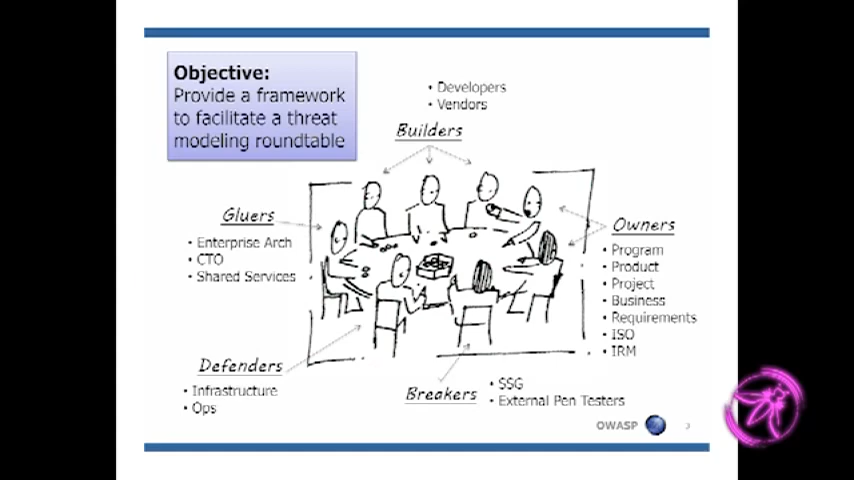 Objective:
Provide a framework
to facilitate a threat
modeling roundtable
• Developers
• Vendors
Builders
Gluers
• Enterprise Arch
• CTO
• Shared Services
Owners
• Program
• Product
• Project
• Business
• Requirements
• ISO
• IRM
Defenders
• Infrastructure
• Ops
Breakers
• SSG
• External Pen Testers
OWASP
3